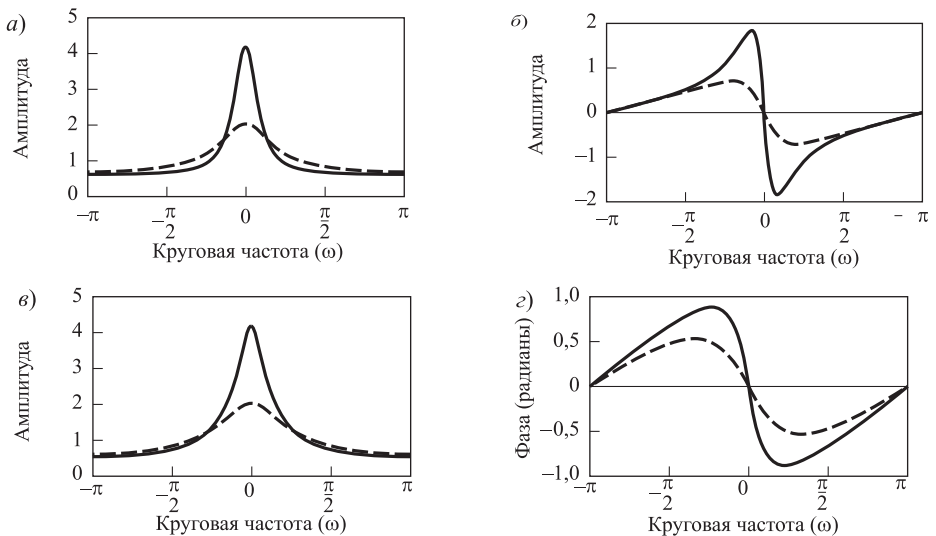 а)
Амплитуда
5
4
3
2
1
0
−π
−π/2
0
π/2
π
Круговая частота (ω)
б)
Амплитуда
2
1
0
−1
−2
−π
−π/2
0
π/2
- π
Круговая частота (ω)
в)
Амплитуда
5
4
3
2
1
0
−π
−π/2
0
π/2
π
Круговая частота (ω)
г)
Фаза (радианы)
1,0
0,5
0
−0,5
−1,0
−π
−π/2
0
π/2
π
Круговая частота (ω)